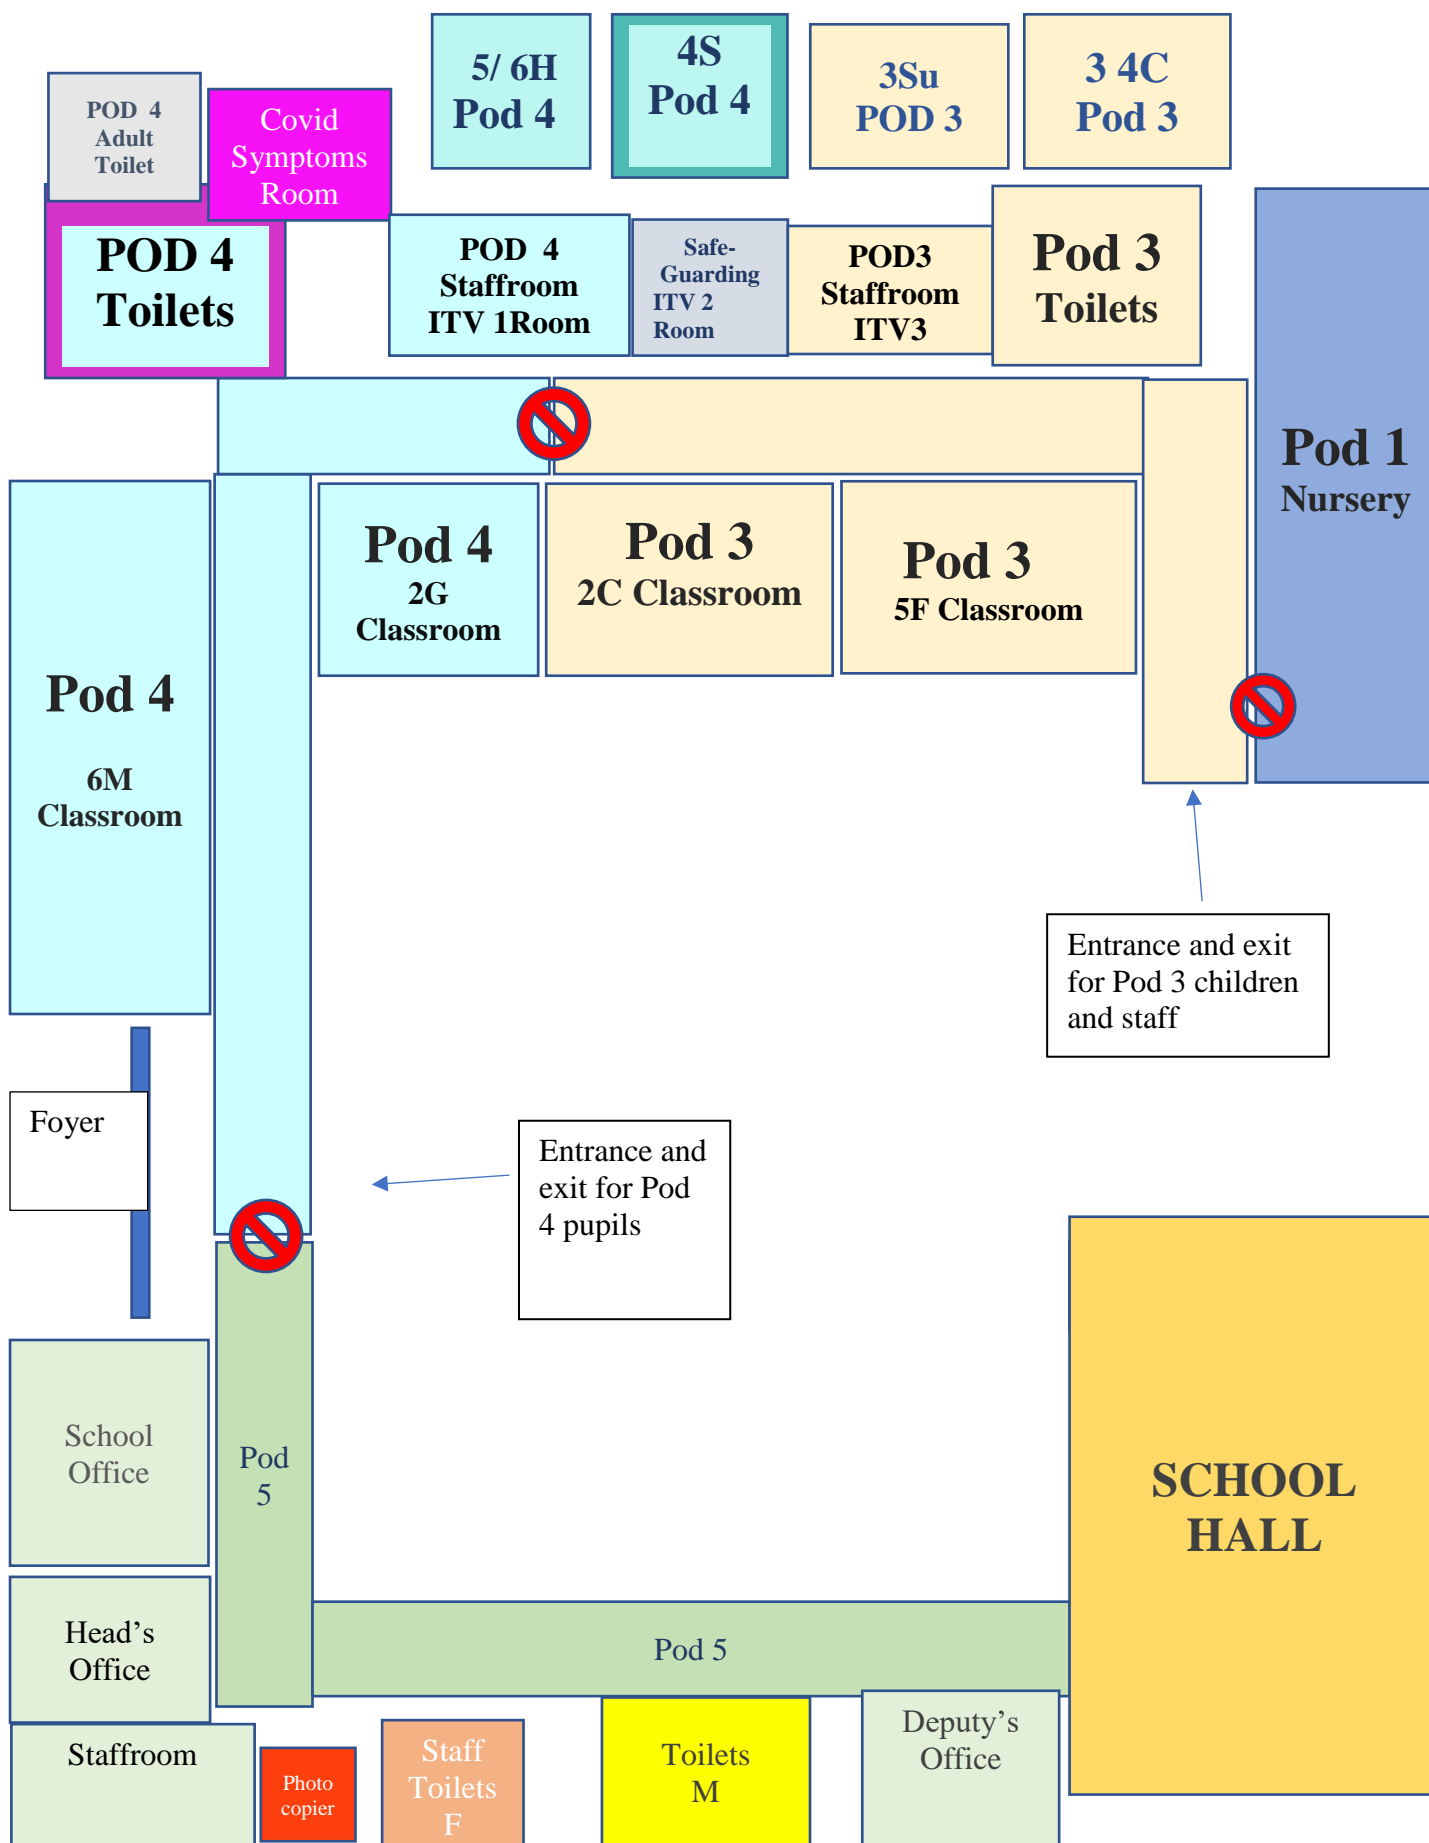 5/ 6H
Pod 4
4S
Pod 4
3Su
POD 3
3 4C
Pod 3
POD 4
Adult
Toilet
Covid
Symptoms
Room
POD 4
Toilets
POD 4
Staffroom
ITV 1Room
Safe-
Guarding
ITV 2
Room
POD3
Staffroom
ITV3
Pod 3
Toilets
Pod 1
Nursery
Pod 4
2G
Classroom
Pod 3
2C Classroom
Pod 3
5F Classroom
Pod 4
6M
Classroom
Entrance and exit
for Pod 3 children
and staff
Foyer
Entrance and
exit for Pod
4 pupils
School
Office
Pod
5
SCHOOL
HALL
Head's
Office
Pod 5
Staffroom
Photo
copier
Staff
Toilets
F
Toilets
M
Deputy’s
Office